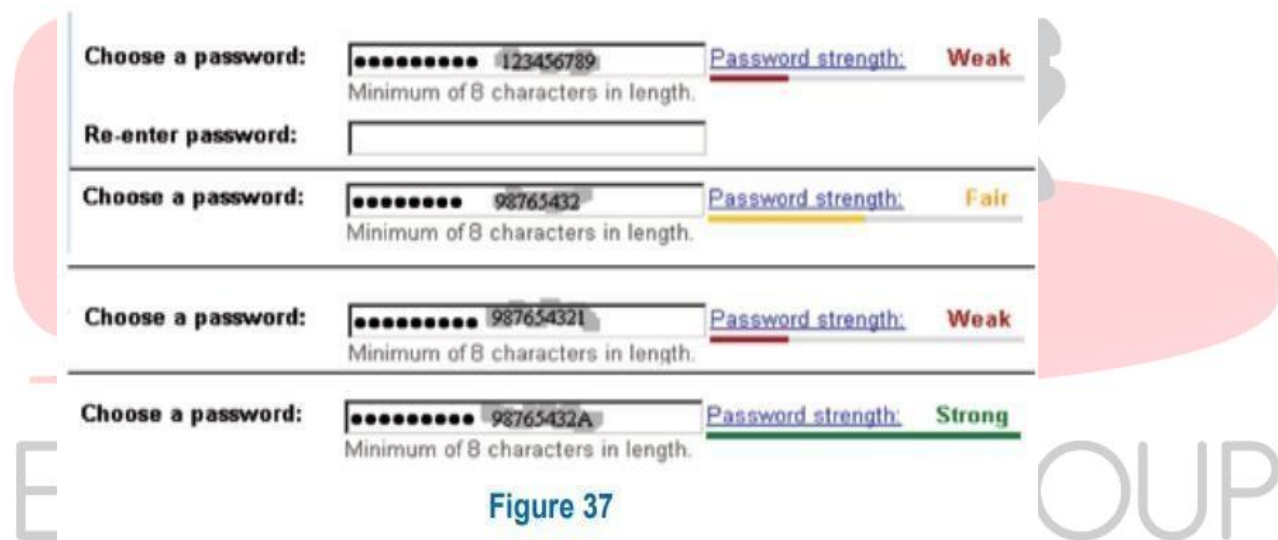 Choose a password: ●●●●●●●●● 123456789 Password strength: Weak
Minimum of 8 characters in length.
Re-enter password:
Choose a password: ●●●●●●●● 98765432 Password strength: Fair
Minimum of 8 characters in length.
Choose a password: ●●●●●●●●● 987654321 Password strength: Weak
Minimum of 8 characters in length.
Choose a password: ●●●●●●●●● 98765432A Password strength: Strong
Minimum of 8 characters in length.
E OUP
Figure 37